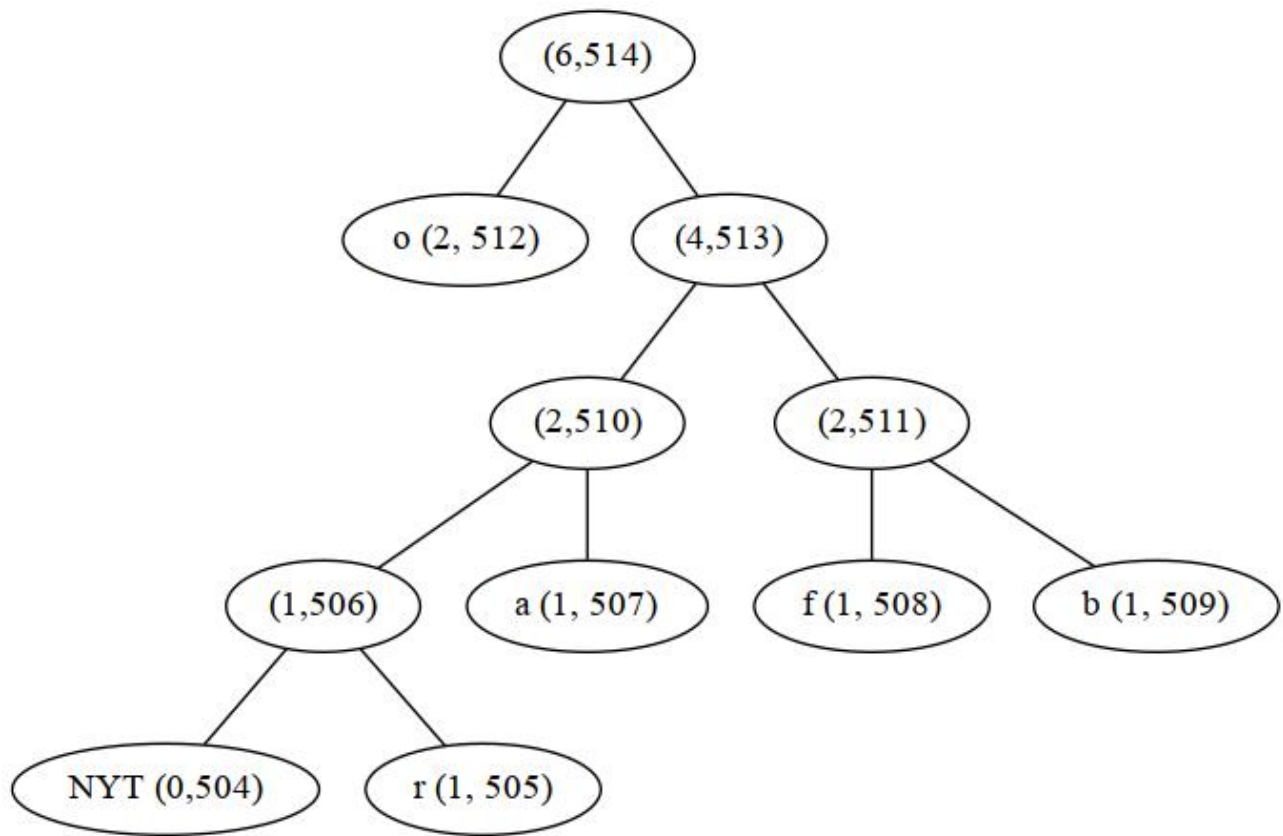 (6,514)
o (2, 512)
(4,513)
(2,510)
(2,511)
(1,506)
a (1, 507)
f (1, 508)
b (1, 509)
NYT (0,504)
r (1, 505)